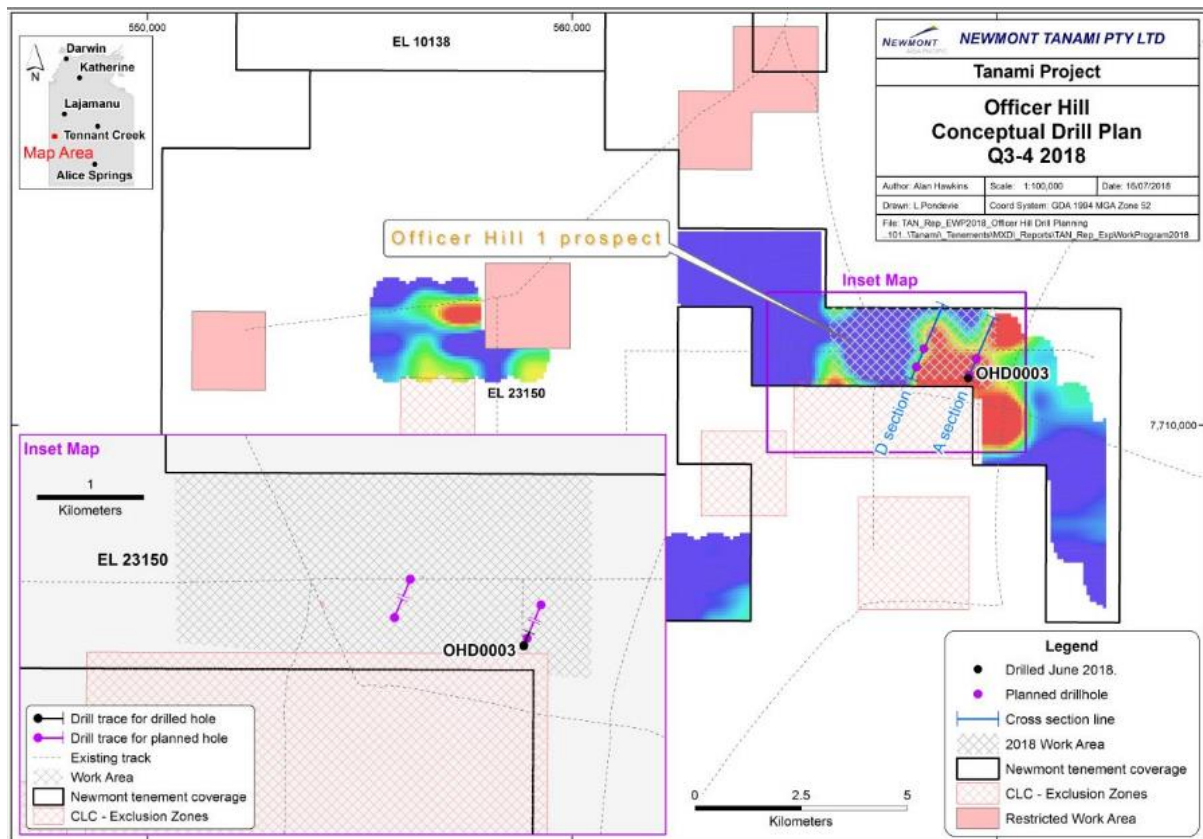 550,000
560,000
EL 10138
N
Darwin
Katherine
Lajamanu
Tennant Creek
Map Area
Alice Springs
NEWMONT
ASIA PACIFIC
NEWMONT TANAMI PTY LTD
Tanami Project
Officer Hill
Conceptual Drill Plan
Q3-4 2018
Author: Alan Hawkins
Scale: 1:100,000
Date: 16/07/2018
Drawn: L.Pondevie
Coord System: GDA 1994 MGA Zone 52
File: TAN_Rep_EWP2018_Officer Hill Drill Planning
Officer Hill 1 prospect
Inset Map
OHD0003
D section
A section
EL 23150
7,710,000
Inset Map
1
Kilometers
EL 23150
OHD0003
Drill trace for drilled hole
Drill trace for planned hole
Existing track
Work Area
Newmont tenement coverage
CLC - Exclusion Zones
0
2.5
5
Kilometers
Legend
Drilled June 2018.
Planned drillhole
Cross section line
2018 Work Area
Newmont tenement coverage
CLC - Exclusion Zones
Restricted Work Area